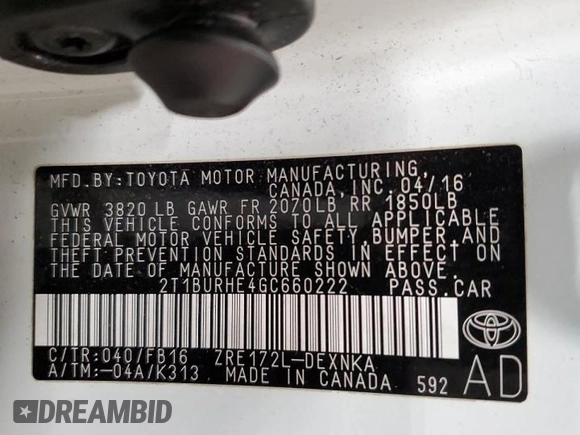 MFD.BY:TOYOTA MOTOR MANUFACTURING,
CANADA, INC. 04/16
GVWR 3820 LB GAWR FR 2070LB RR 1850LB
THIS VEHICLE CONFORMS TO ALL APPLICABLE
FEDERAL MOTOR VEHICLE SAFETY, BUMPER, AND
THEFT PREVENTION STANDARDS IN EFFECT ON
THE DATE OF MANUFACTURE SHOWN ABOVE.
2T1BURHE4GC660222 PASS.CAR
C/TR:040/FB16 ZRE172L-DEXNKA
A/TM:-04A/K313 MADE IN CANADA 592
AD
DREAMBID